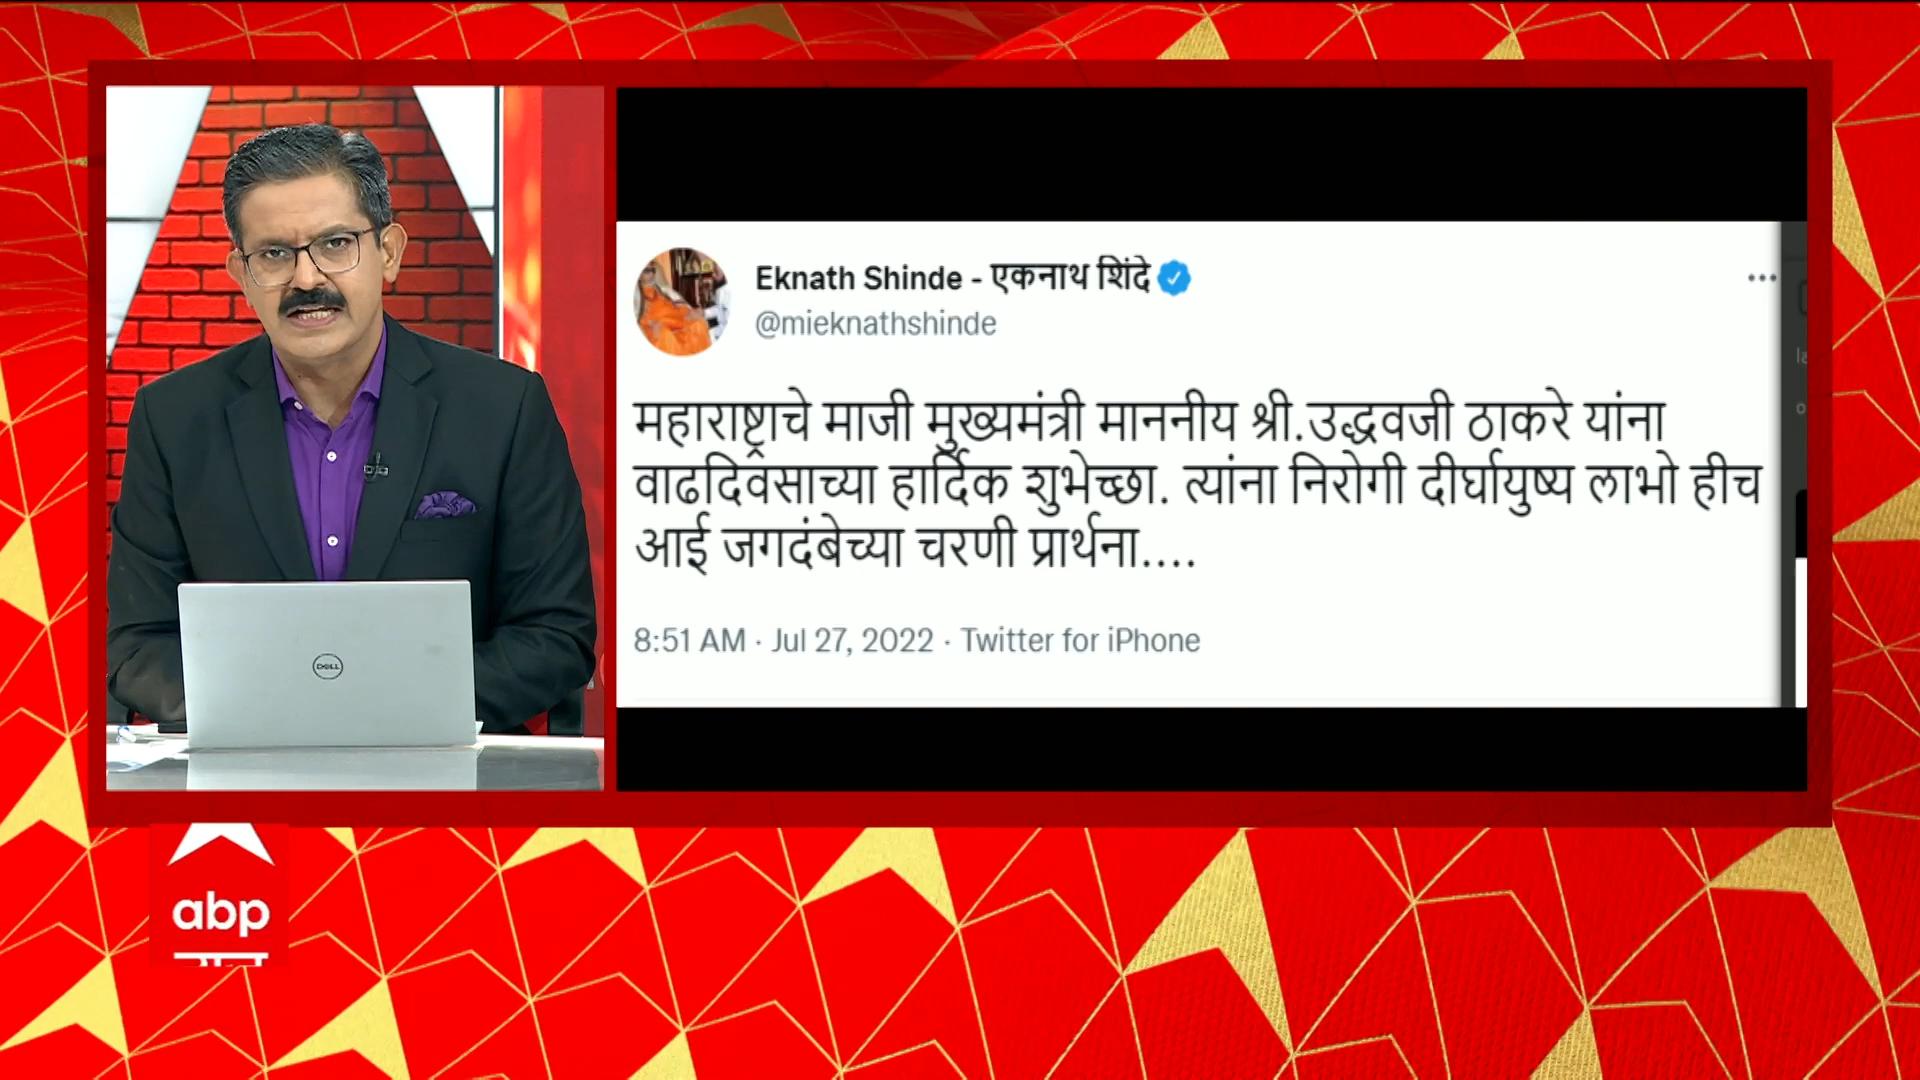 Eknath Shinde - एकनाथ शिंदे
@mieknathshinde
महाराष्ट्राचे माजी मुख्यमंत्री माननीय श्री.उद्धवजी ठाकरे यांना
वाढदिवसाच्या हार्दिक शुभेच्छा. त्यांना निरोगी दीर्घायुष्य लाभो हीच
आई जगदंबेच्या चरणी प्रार्थना....
8:51 AM · Jul 27, 2022 · Twitter for iPhone
DELL
abp